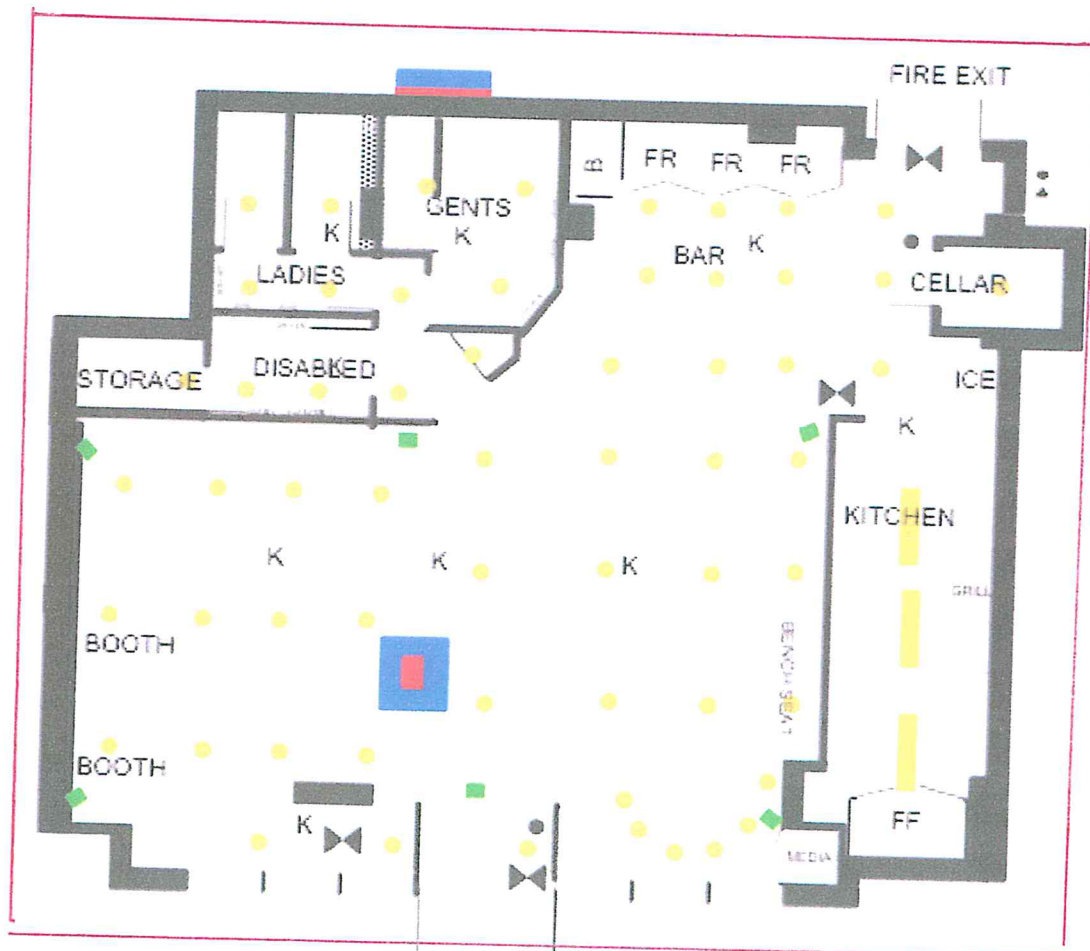 FIRE EXIT
B
FR
FR
FR
GENTS
K
K
BAR
K
LADIES
CELLAR
STORAGE
DISABLED
K
ICE
K
KITCHEN
K
K
K
GRILL
BOOTH
BENCH SEAT
BOOTH
K
FF
MEDIA